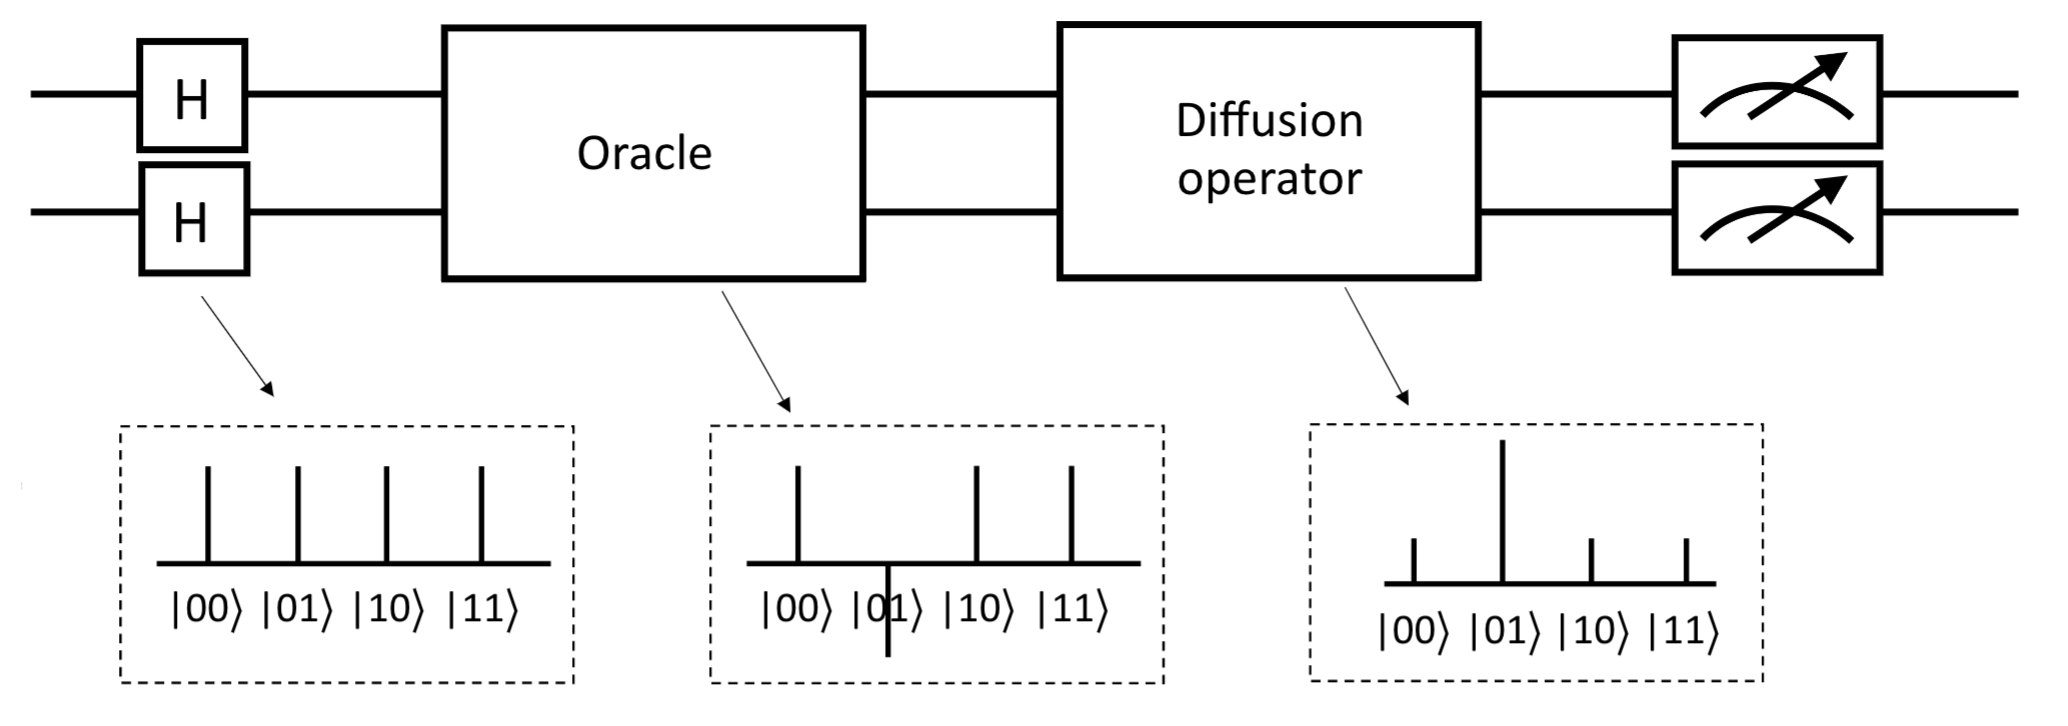 H
H
Oracle
Diffusion
operator
|00⟩ |01⟩ |10⟩ |11⟩
|00⟩ |01⟩ |10⟩ |11⟩
|00⟩ |01⟩ |10⟩ |11⟩